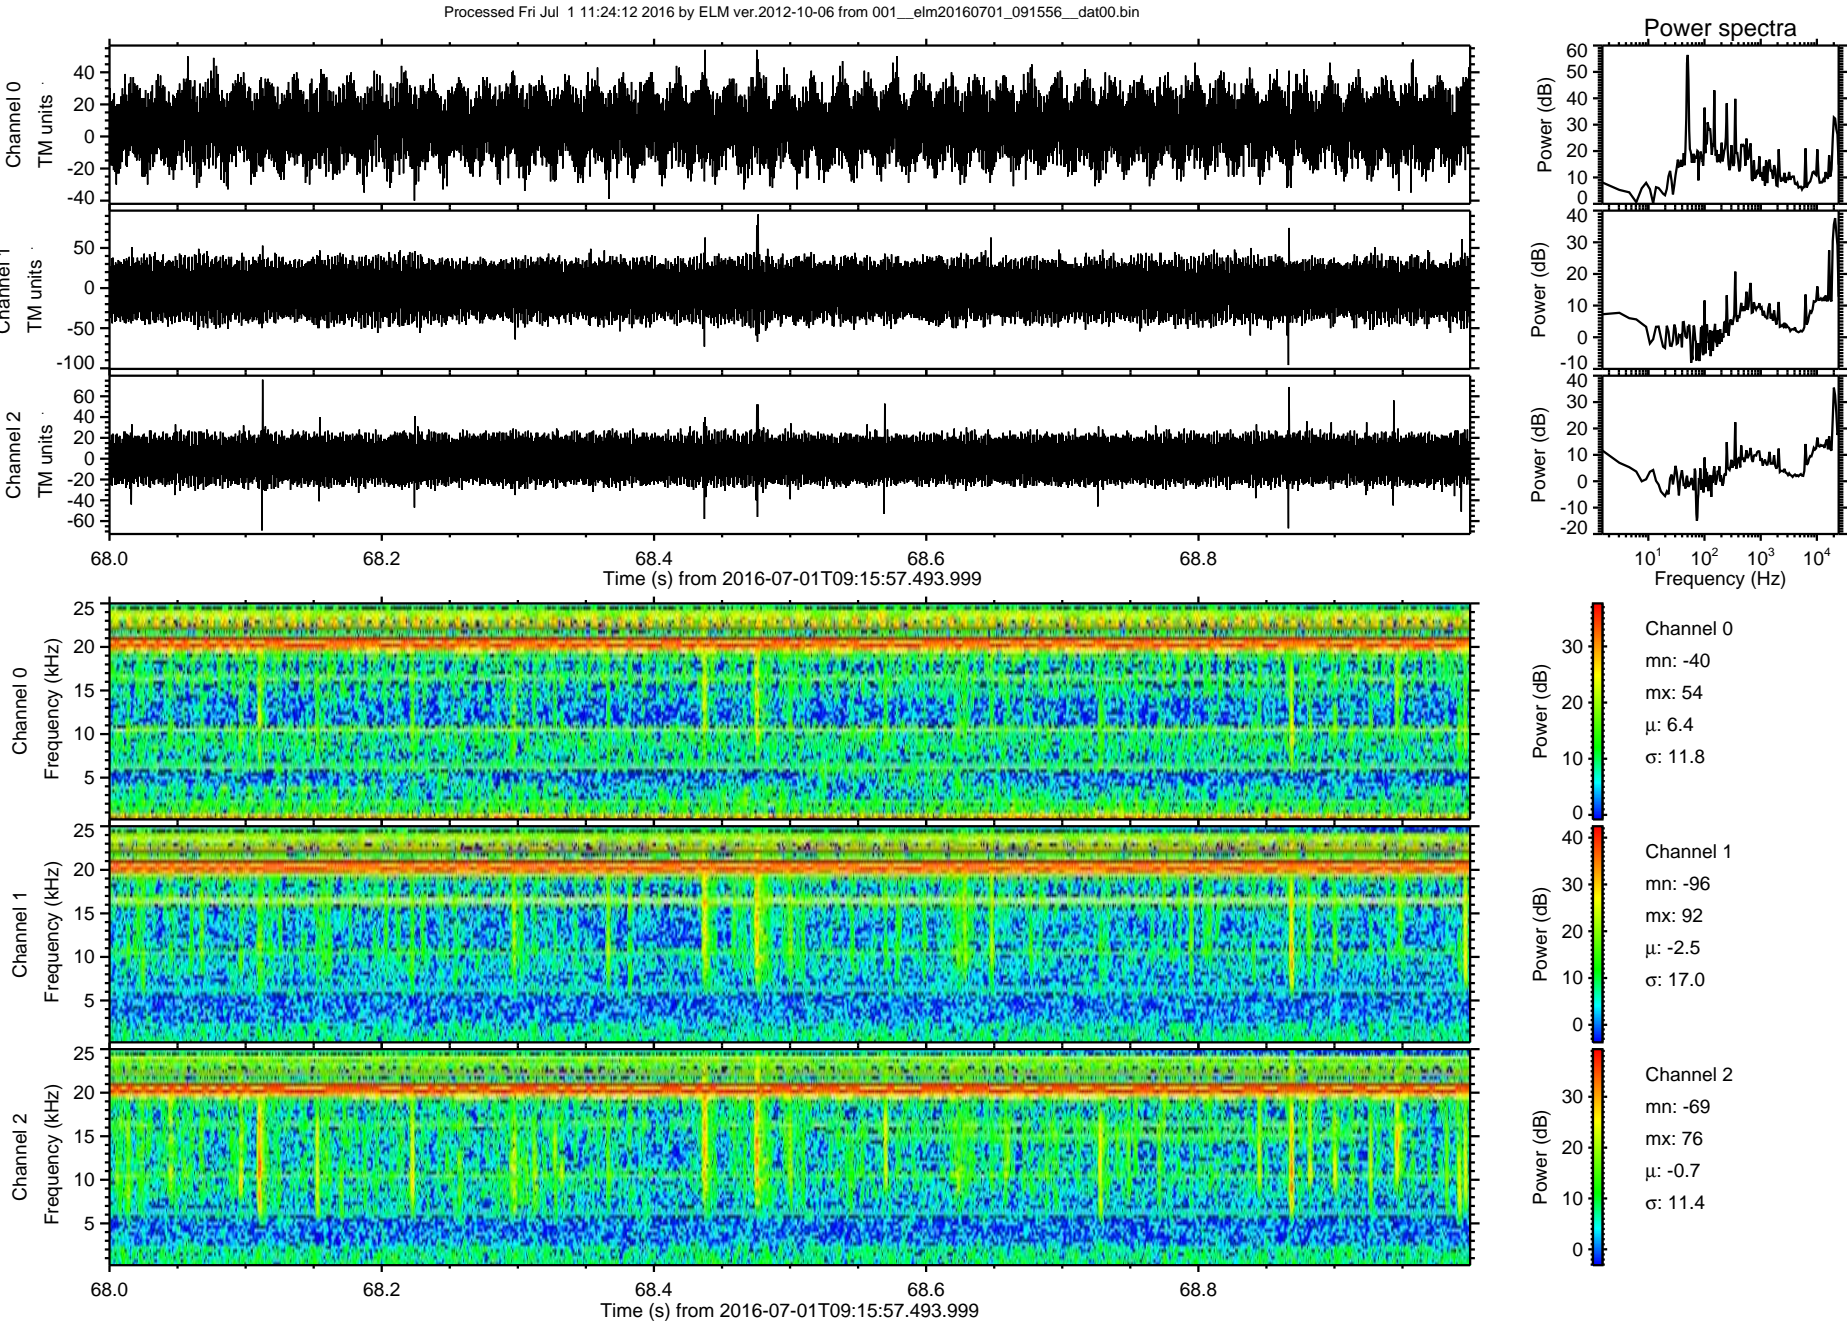 Processed Fri Jul 1 11:24:12 2016 by ELM ver.2012-10-06 from 001__elm20160701_091556__dat00.bin
Power spectra
Channel 0
TM units
40
20
0
-20
-40
Power (dB)
60
50
40
30
20
10
0
Channel 1
TM units
50
0
-50
-100
Power (dB)
40
30
20
10
0
-10
Channel 2
TM units
60
40
20
0
-20
-40
-60
Power (dB)
40
30
20
10
0
-10
-20
68.0 68.2 68.4 68.6 68.8
Time (s) from 2016-07-01T09:15:57.493.999
10¹ 10² 10³ 10⁴
Frequency (Hz)
Channel 0
Frequency (kHz)
25
20
15
10
5
Power (dB)
30
20
10
0
Channel 0
mn: -40
mx: 54
μ: 6.4
σ: 11.8
Channel 1
Frequency (kHz)
25
20
15
10
5
Power (dB)
40
30
20
10
0
Channel 1
mn: -96
mx: 92
μ: -2.5
σ: 17.0
Channel 2
Frequency (kHz)
25
20
15
10
5
Power (dB)
30
20
10
0
Channel 2
mn: -69
mx: 76
μ: -0.7
σ: 11.4
68.0 68.2 68.4 68.6 68.8
Time (s) from 2016-07-01T09:15:57.493.999